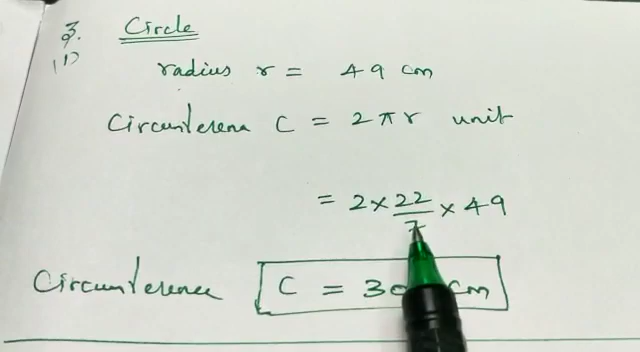 3. Circle
1)
radius r = 49 cm
Circumference C = 2πr unit
= 2 × 22/7 × 49
Circumference C = 30 cm